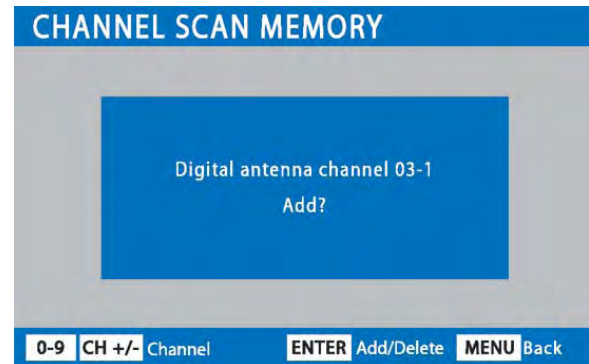 CHANNEL SCAN MEMORY
Digital antenna channel 03-1
Add?
0-9 CH +/- Channel ENTER Add/Delete MENU Back